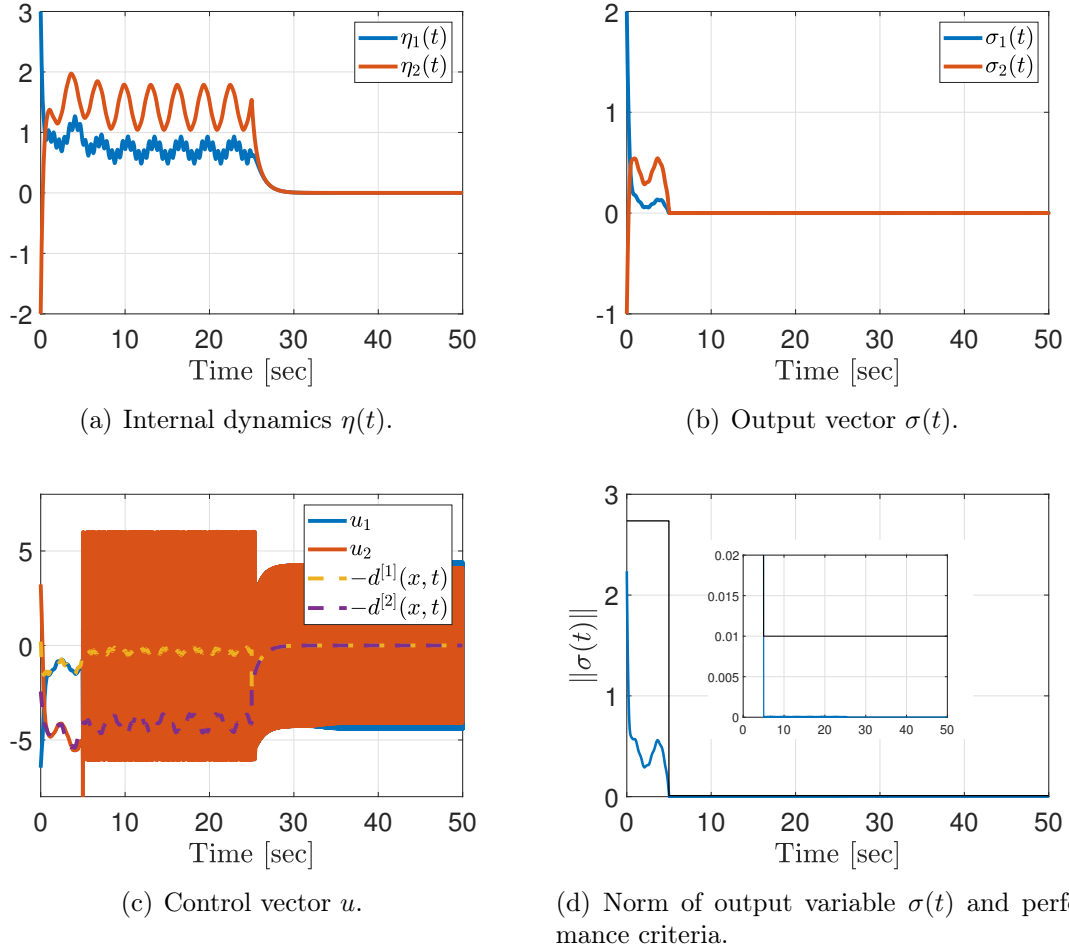 3
2
1
0
-1
-2
0 10 20 30 40 50
Time [sec]
η₁(t)
η₂(t)
(a) Internal dynamics η(t).
2
1
0
-1
0 10 20 30 40 50
Time [sec]
σ₁(t)
σ₂(t)
(b) Output vector σ(t).
5
0
-5
0 10 20 30 40 50
Time [sec]
u₁
u₂
−d^[1](x, t)
−d^[2](x, t)
(c) Control vector u.
3
2
1
0
0 10 20 30 40 50
Time [sec]
||σ(t)||
0.02
0.015
0.01
0.005
0
0 10 20 30 40 50
(d) Norm of output variable σ(t) and perfo
mance criteria.